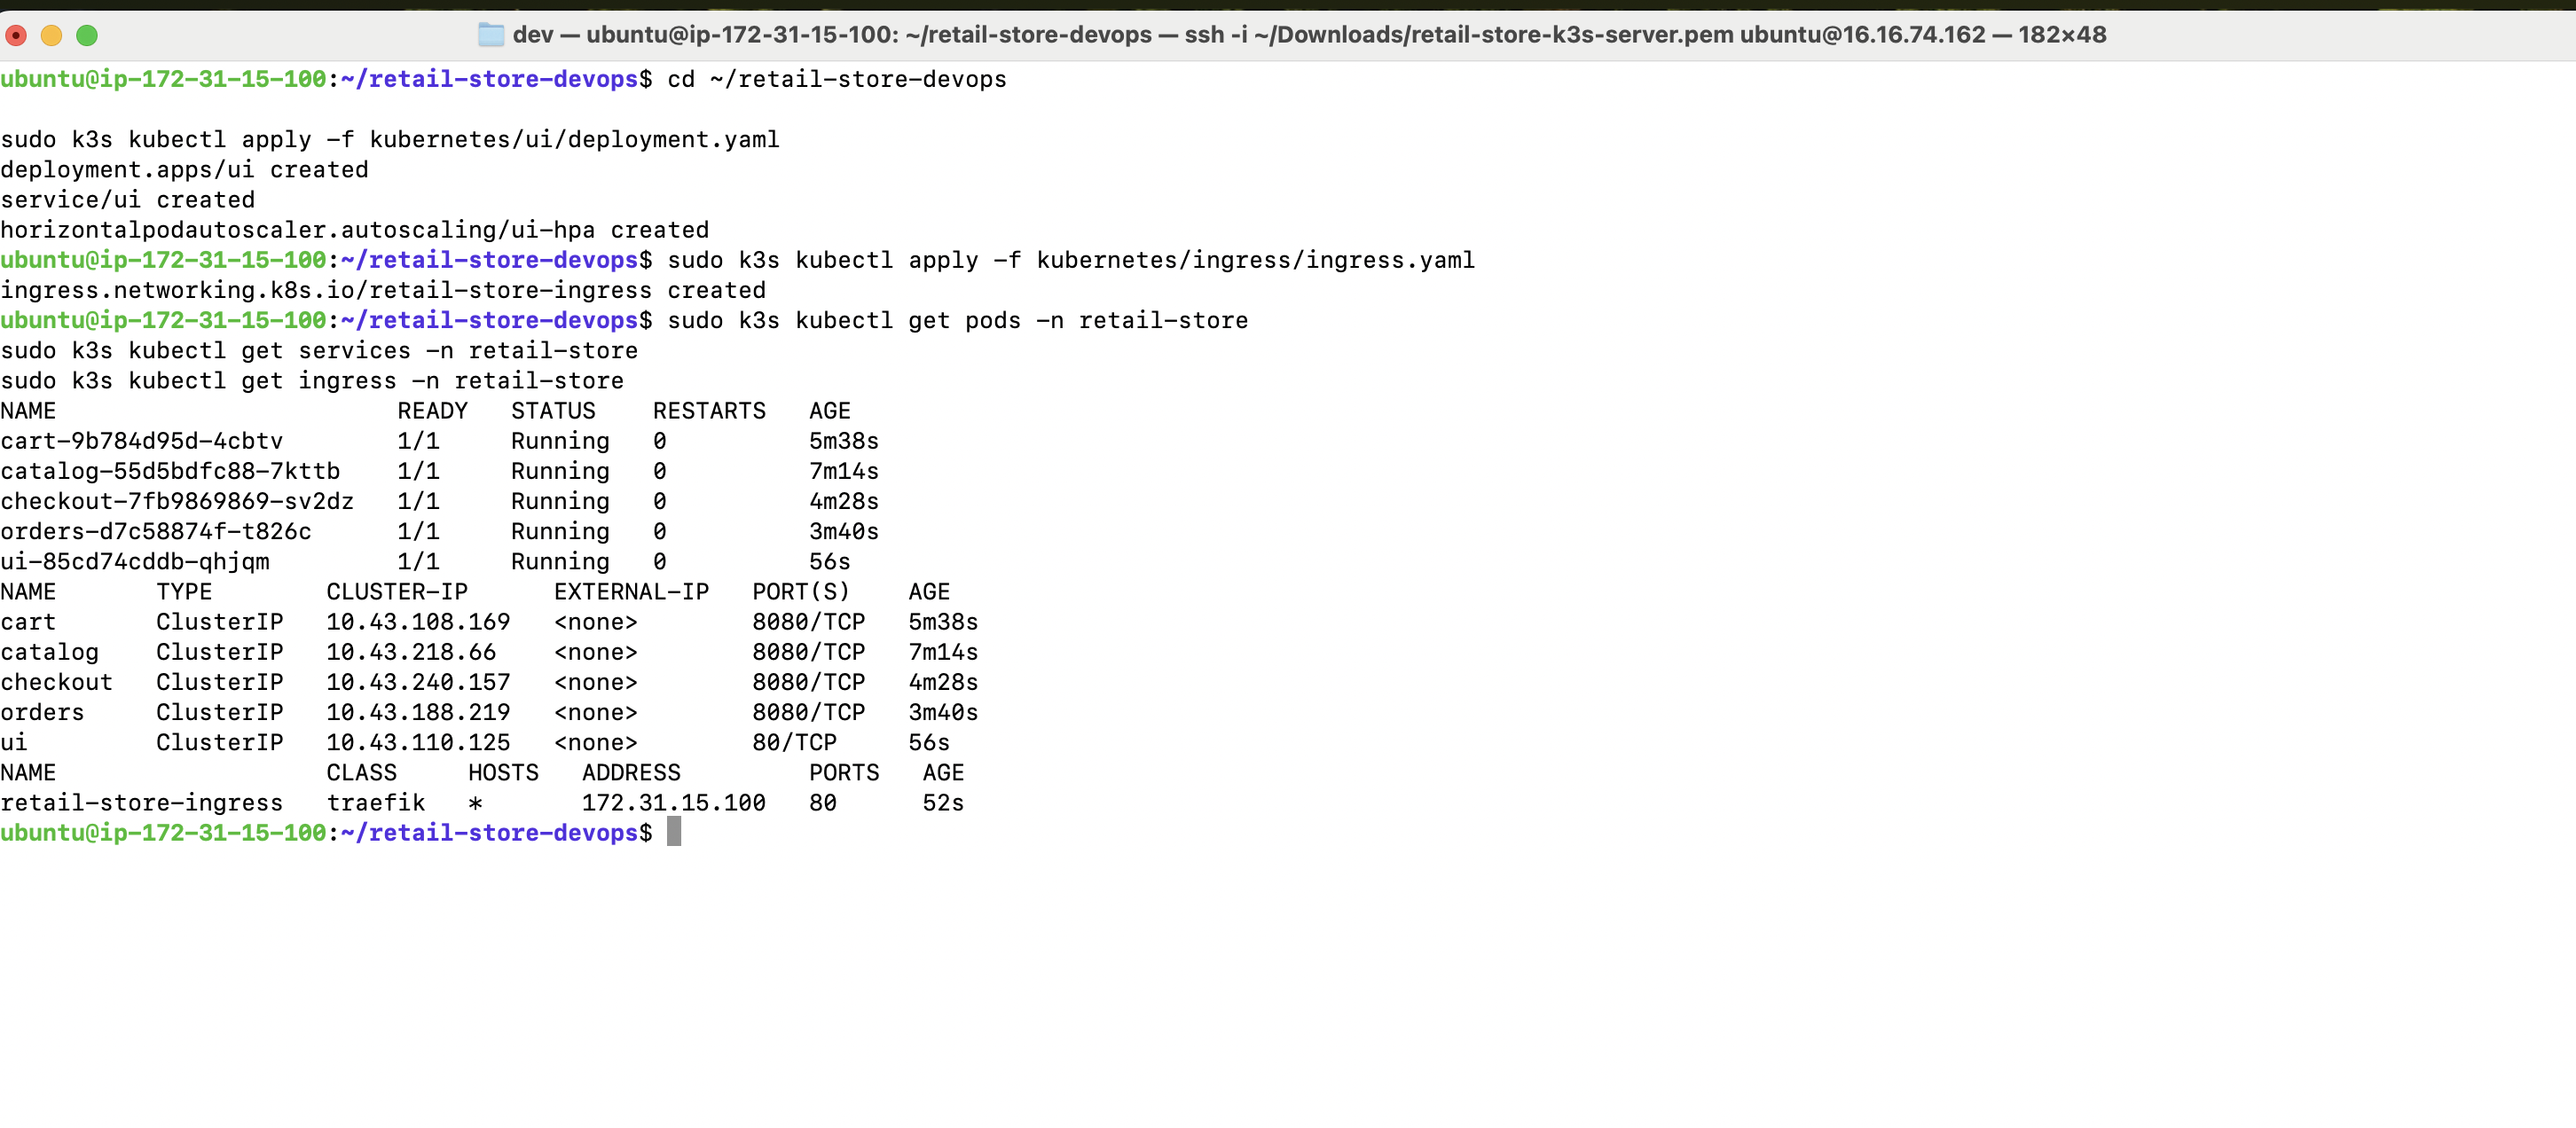 dev — ubuntu@ip-172-31-15-100: ~/retail-store-devops — ssh -i ~/Downloads/retail-store-k3s-server.pem ubuntu@16.16.74.162 — 182×48
ubuntu@ip-172-31-15-100:~/retail-store-devops$ cd ~/retail-store-devops
sudo k3s kubectl apply -f kubernetes/ui/deployment.yaml
deployment.apps/ui created
service/ui created
horizontalpodautoscaler.autoscaling/ui-hpa created
ubuntu@ip-172-31-15-100:~/retail-store-devops$ sudo k3s kubectl apply -f kubernetes/ingress/ingress.yaml
ingress.networking.k8s.io/retail-store-ingress created
ubuntu@ip-172-31-15-100:~/retail-store-devops$ sudo k3s kubectl get pods -n retail-store
sudo k3s kubectl get services -n retail-store
sudo k3s kubectl get ingress -n retail-store
NAME                        READY   STATUS    RESTARTS   AGE
cart-9b784d95d-4cbtv        1/1     Running   0          5m38s
catalog-55d5bdfc88-7kttb    1/1     Running   0          7m14s
checkout-7fb9869869-sv2dz   1/1     Running   0          4m28s
orders-d7c58874f-t826c      1/1     Running   0          3m40s
ui-85cd74cddb-qhjqm         1/1     Running   0          56s
NAME       TYPE        CLUSTER-IP      EXTERNAL-IP   PORT(S)    AGE
cart       ClusterIP   10.43.108.169   <none>        8080/TCP   5m38s
catalog    ClusterIP   10.43.218.66    <none>        8080/TCP   7m14s
checkout   ClusterIP   10.43.240.157   <none>        8080/TCP   4m28s
orders     ClusterIP   10.43.188.219   <none>        8080/TCP   3m40s
ui         ClusterIP   10.43.110.125   <none>        80/TCP     56s
NAME                   CLASS     HOSTS   ADDRESS         PORTS   AGE
retail-store-ingress   traefik   *       172.31.15.100   80      52s
ubuntu@ip-172-31-15-100:~/retail-store-devops$